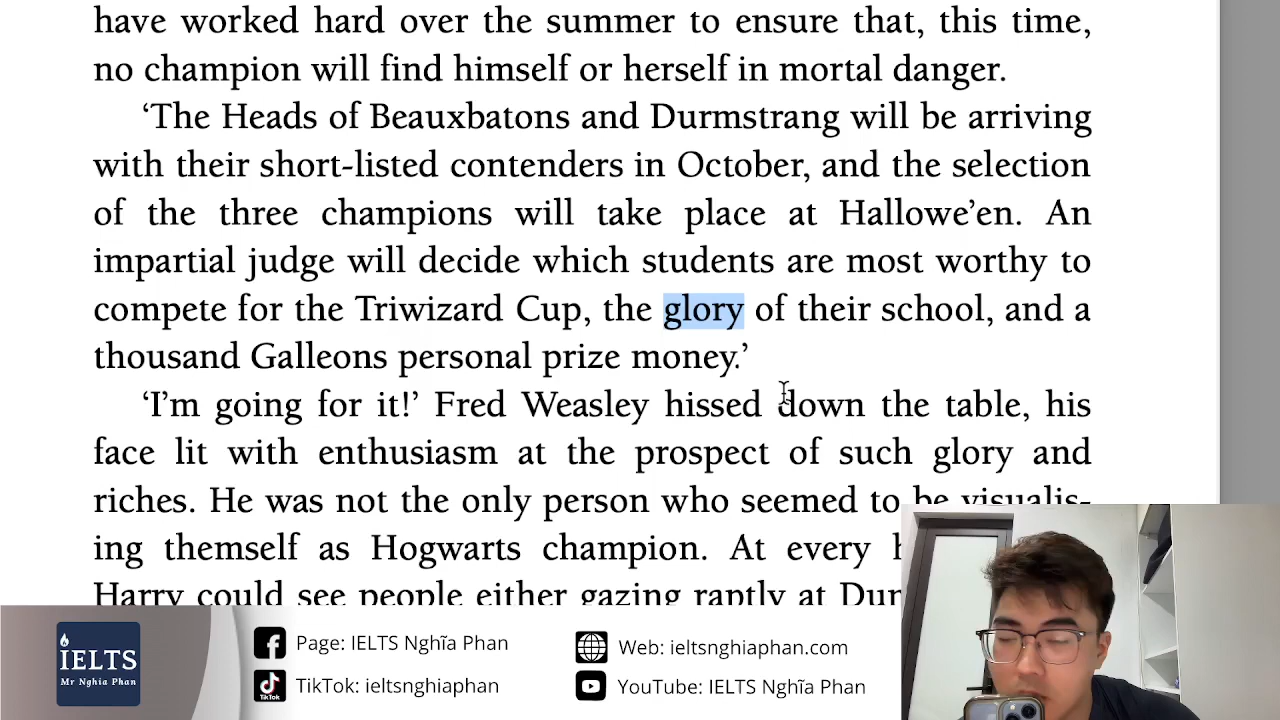 have worked hard over the summer to ensure that, this time,
no champion will find himself or herself in mortal danger.
‘The Heads of Beauxbatons and Durmstrang will be arriving
with their short-listed contenders in October, and the selection
of the three champions will take place at Hallowe’en. An
impartial judge will decide which students are most worthy to
compete for the Triwizard Cup, the glory of their school, and a
thousand Galleons personal prize money.’
‘I’m going for it!’ Fred Weasley hissed down the table, his
face lit with enthusiasm at the prospect of such glory and
riches. He was not the only person who seemed to be visualis-
ing themself as Hogwarts champion. At every
Harry could see people either gazing raptly at
IELTS
Mr Nghia Phan
Page: IELTS Nghĩa Phan
TikTok
TikTok: ieltsnghiaphan
Web: ieltsnghiaphan.com
YouTube: IELTS Nghĩa Phan